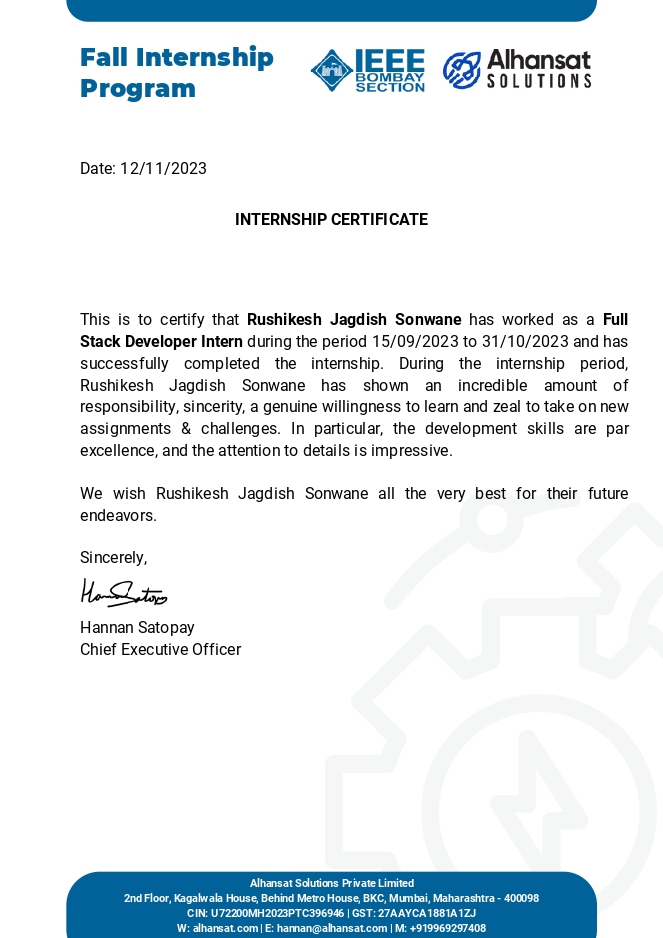 Fall Internship
Program
IEEE
BOMBAY
SECTION
Alhansat
SOLUTIONS
Date: 12/11/2023
INTERNSHIP CERTIFICATE
This is to certify that Rushikesh Jagdish Sonwane has worked as a Full
Stack Developer Intern during the period 15/09/2023 to 31/10/2023 and has
successfully completed the internship. During the internship period,
Rushikesh Jagdish Sonwane has shown an incredible amount of
responsibility, sincerity, a genuine willingness to learn and zeal to take on new
assignments & challenges. In particular, the development skills are par
excellence, and the attention to details is impressive.
We wish Rushikesh Jagdish Sonwane all the very best for their future
endeavors.
Sincerely,
Hannan Satopay
Chief Executive Officer
Alhansat Solutions Private Limited
2nd Floor, Kagalwala House, Behind Metro House, BKC, Mumbai, Maharashtra - 400098
CIN: U72200MH2023PTC396946 | GST: 27AAYCA1881A1ZJ
W: alhansat.com | E: hannan@alhansat.com | M: +919969297408